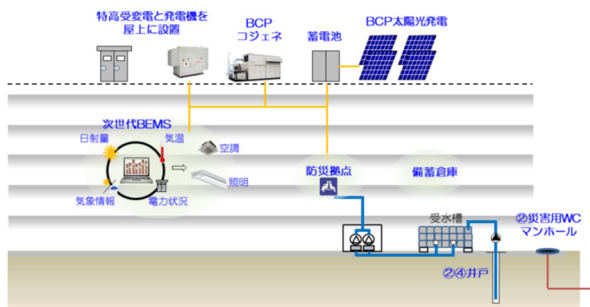 特高受変電と発電機を
屋上に設置
BCP
コジェネ
蓄電池
BCP太陽光発電
次世代BEMS
日射量
気温
空調
照明
気象情報
電力状況
防災拠点
備蓄倉庫
受水槽
②災害用WC
マンホール
②④井戸